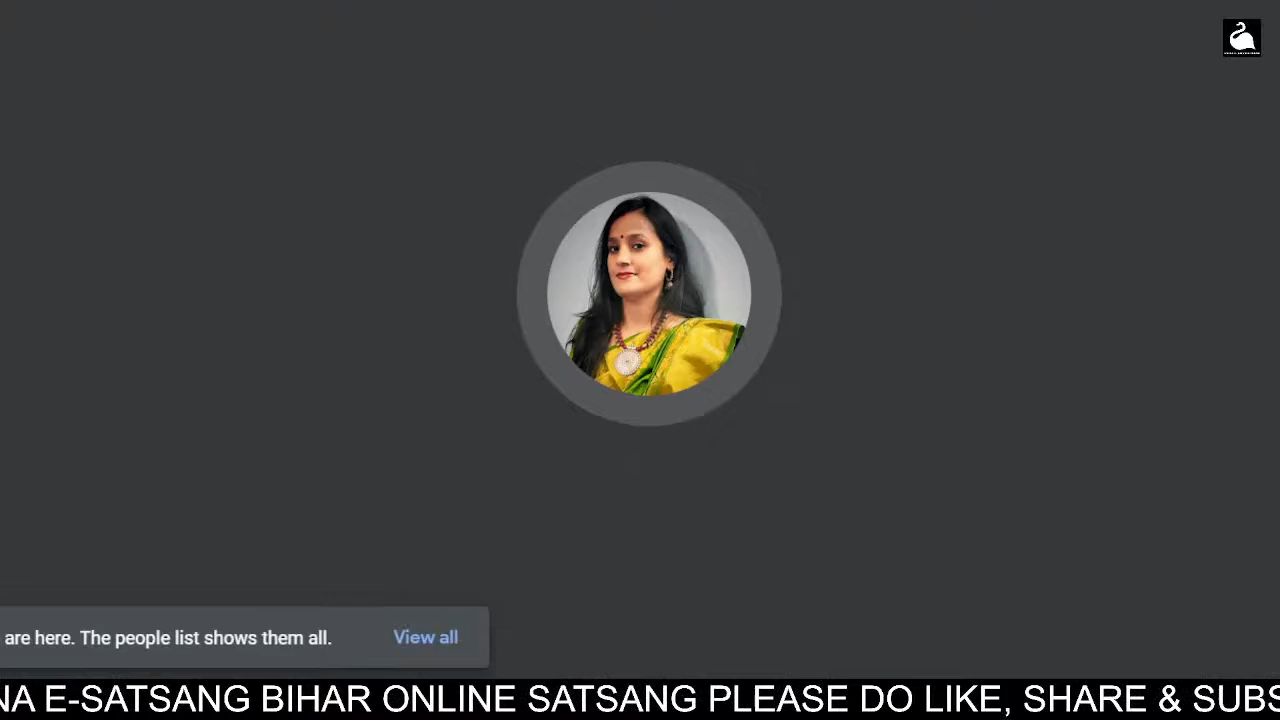 are here. The people list shows them all. View all
NA E-SATSANG BIHAR ONLINE SATSANG PLEASE DO LIKE, SHARE & SUBS